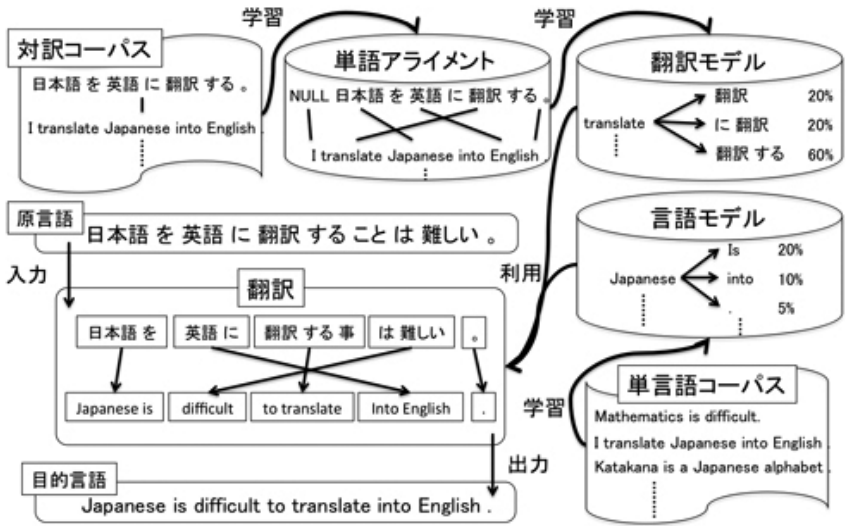 学習
学習
対訳コーパス
日本語 を 英語 に 翻訳 する 。
I translate Japanese into English .
単語アライメント
NULL 日本語 を 英語 に 翻訳 する 。
I translate Japanese into English .
翻訳モデル
翻訳 20%
translate に 翻訳 20%
翻訳 する 60%
原言語
日本語 を 英語 に 翻訳 する こと は 難しい 。
入力
利用
言語モデル
Is 20%
Japanese into 10%
. 5%
翻訳
日本語 を 英語 に 翻訳 する 事 は 難しい 。
Japanese is difficult to translate Into English .
学習
単言語コーパス
Mathematics is difficult.
I translate Japanese into English .
Katakana is a Japanese alphabet .
出力
目的言語
Japanese is difficult to translate into English .